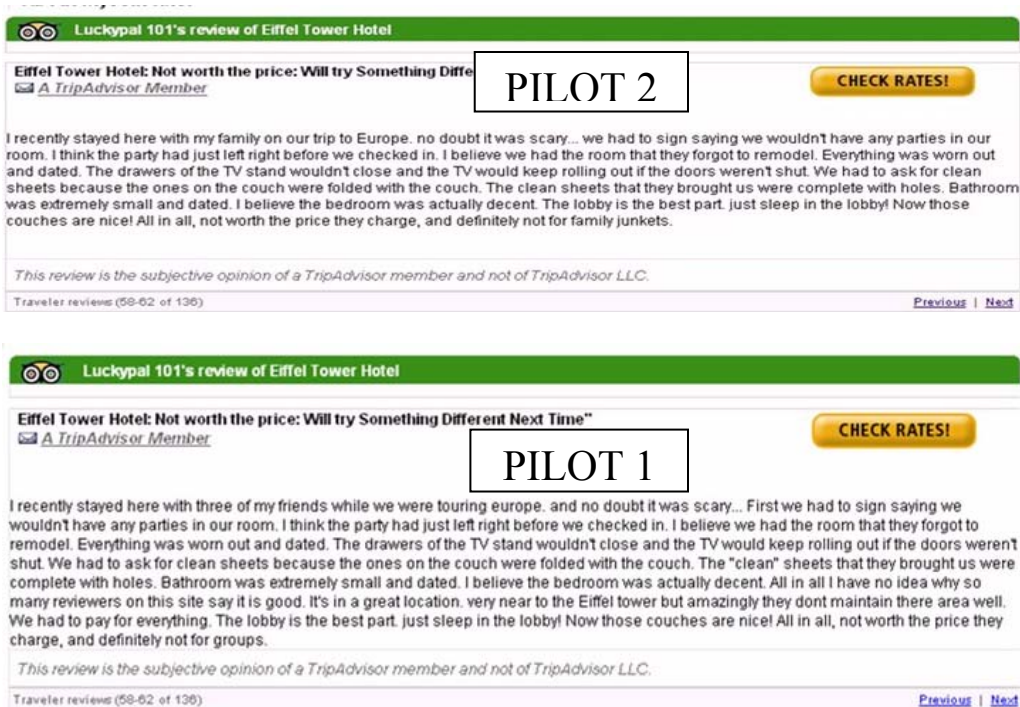 Luckypal 101's review of Eiffel Tower Hotel
Eiffel Tower Hotel: Not worth the price: Will try Something Diffe
PILOT 2
CHECK RATES!
A TripAdvisor Member
I recently stayed here with my family on our trip to Europe. no doubt it was scary... we had to sign saying we wouldn't have any parties in our
room. I think the party had just left right before we checked in. I believe we had the room that they forgot to remodel. Everything was worn out
and dated. The drawers of the TV stand wouldn't close and the TV would keep rolling out if the doors weren't shut. We had to ask for clean
sheets because the ones on the couch were folded with the couch. The clean sheets that they brought us were complete with holes. Bathroom
was extremely small and dated. I believe the bedroom was actually decent. The lobby is the best part. just sleep in the lobby! Now those
couches are nice! All in all, not worth the price they charge, and definitely not for family junkets.
This review is the subjective opinion of a TripAdvisor member and not of TripAdvisor LLC.
Traveler reviews (58-62 of 136)
Previous | Next
Luckypal 101's review of Eiffel Tower Hotel
Eiffel Tower Hotel: Not worth the price: Will try Something Different Next Time"
CHECK RATES!
A TripAdvisor Member
PILOT 1
I recently stayed here with three of my friends while we were touring europe. and no doubt it was scary... First we had to sign saying we
wouldn't have any parties in our room. I think the party had just left right before we checked in. I believe we had the room that they forgot to
remodel. Everything was worn out and dated. The drawers of the TV stand wouldn't close and the TV would keep rolling out if the doors weren't
shut. We had to ask for clean sheets because the ones on the couch were folded with the couch. The "clean" sheets that they brought us were
complete with holes. Bathroom was extremely small and dated. I believe the bedroom was actually decent. All in all I have no idea why so
many reviewers on this site say it is good. It's in a great location. very near to the Eiffel tower but amazingly they dont maintain there area well.
We had to pay for everything. The lobby is the best part. just sleep in the lobby! Now those couches are nice! All in all, not worth the price they
charge, and definitely not for groups.
This review is the subjective opinion of a TripAdvisor member and not of TripAdvisor LLC.
Traveler reviews (58-62 of 136)
Previous | Next